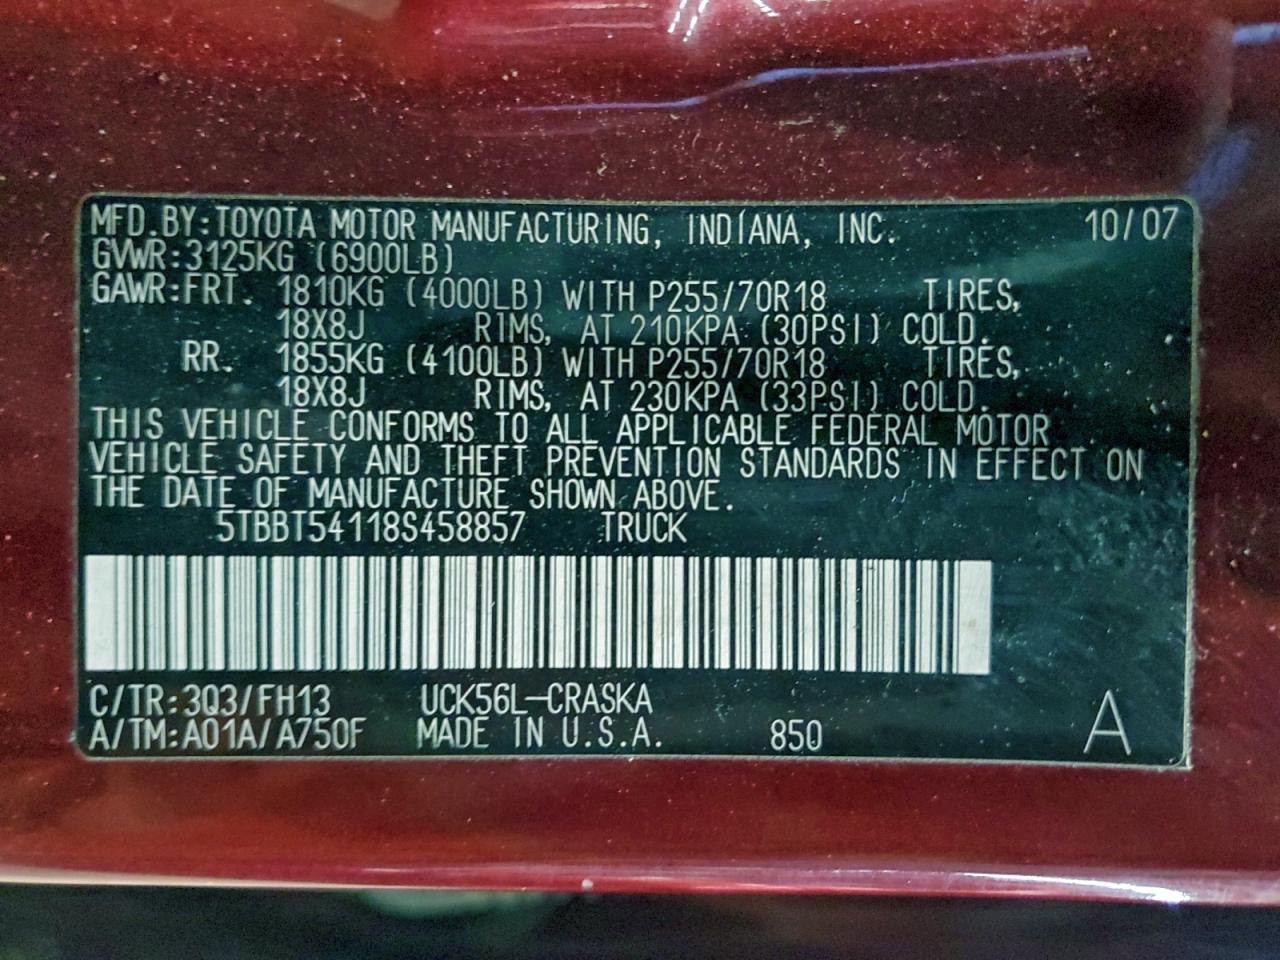 MFD.BY:TOYOTA MOTOR MANUFACTURING, INDIANA, INC. 10/07
GVWR:3125KG (6900LB)
GAWR:FRT. 1810KG (4000LB) WITH P255/70R18 TIRES,
18X8J RIMS, AT 210KPA (30PSI) COLD.
RR. 1855KG (4100LB) WITH P255/70R18 TIRES,
18X8J RIMS, AT 230KPA (33PSI) COLD.
THIS VEHICLE CONFORMS TO ALL APPLICABLE FEDERAL MOTOR
VEHICLE SAFETY AND THEFT PREVENTION STANDARDS IN EFFECT ON
THE DATE OF MANUFACTURE SHOWN ABOVE.
5TBBT54118S458857 TRUCK
C/TR:3Q3/FH13 UCK56L-CRASKA
A/TM:A01A/A750F MADE IN U.S.A. 850 A